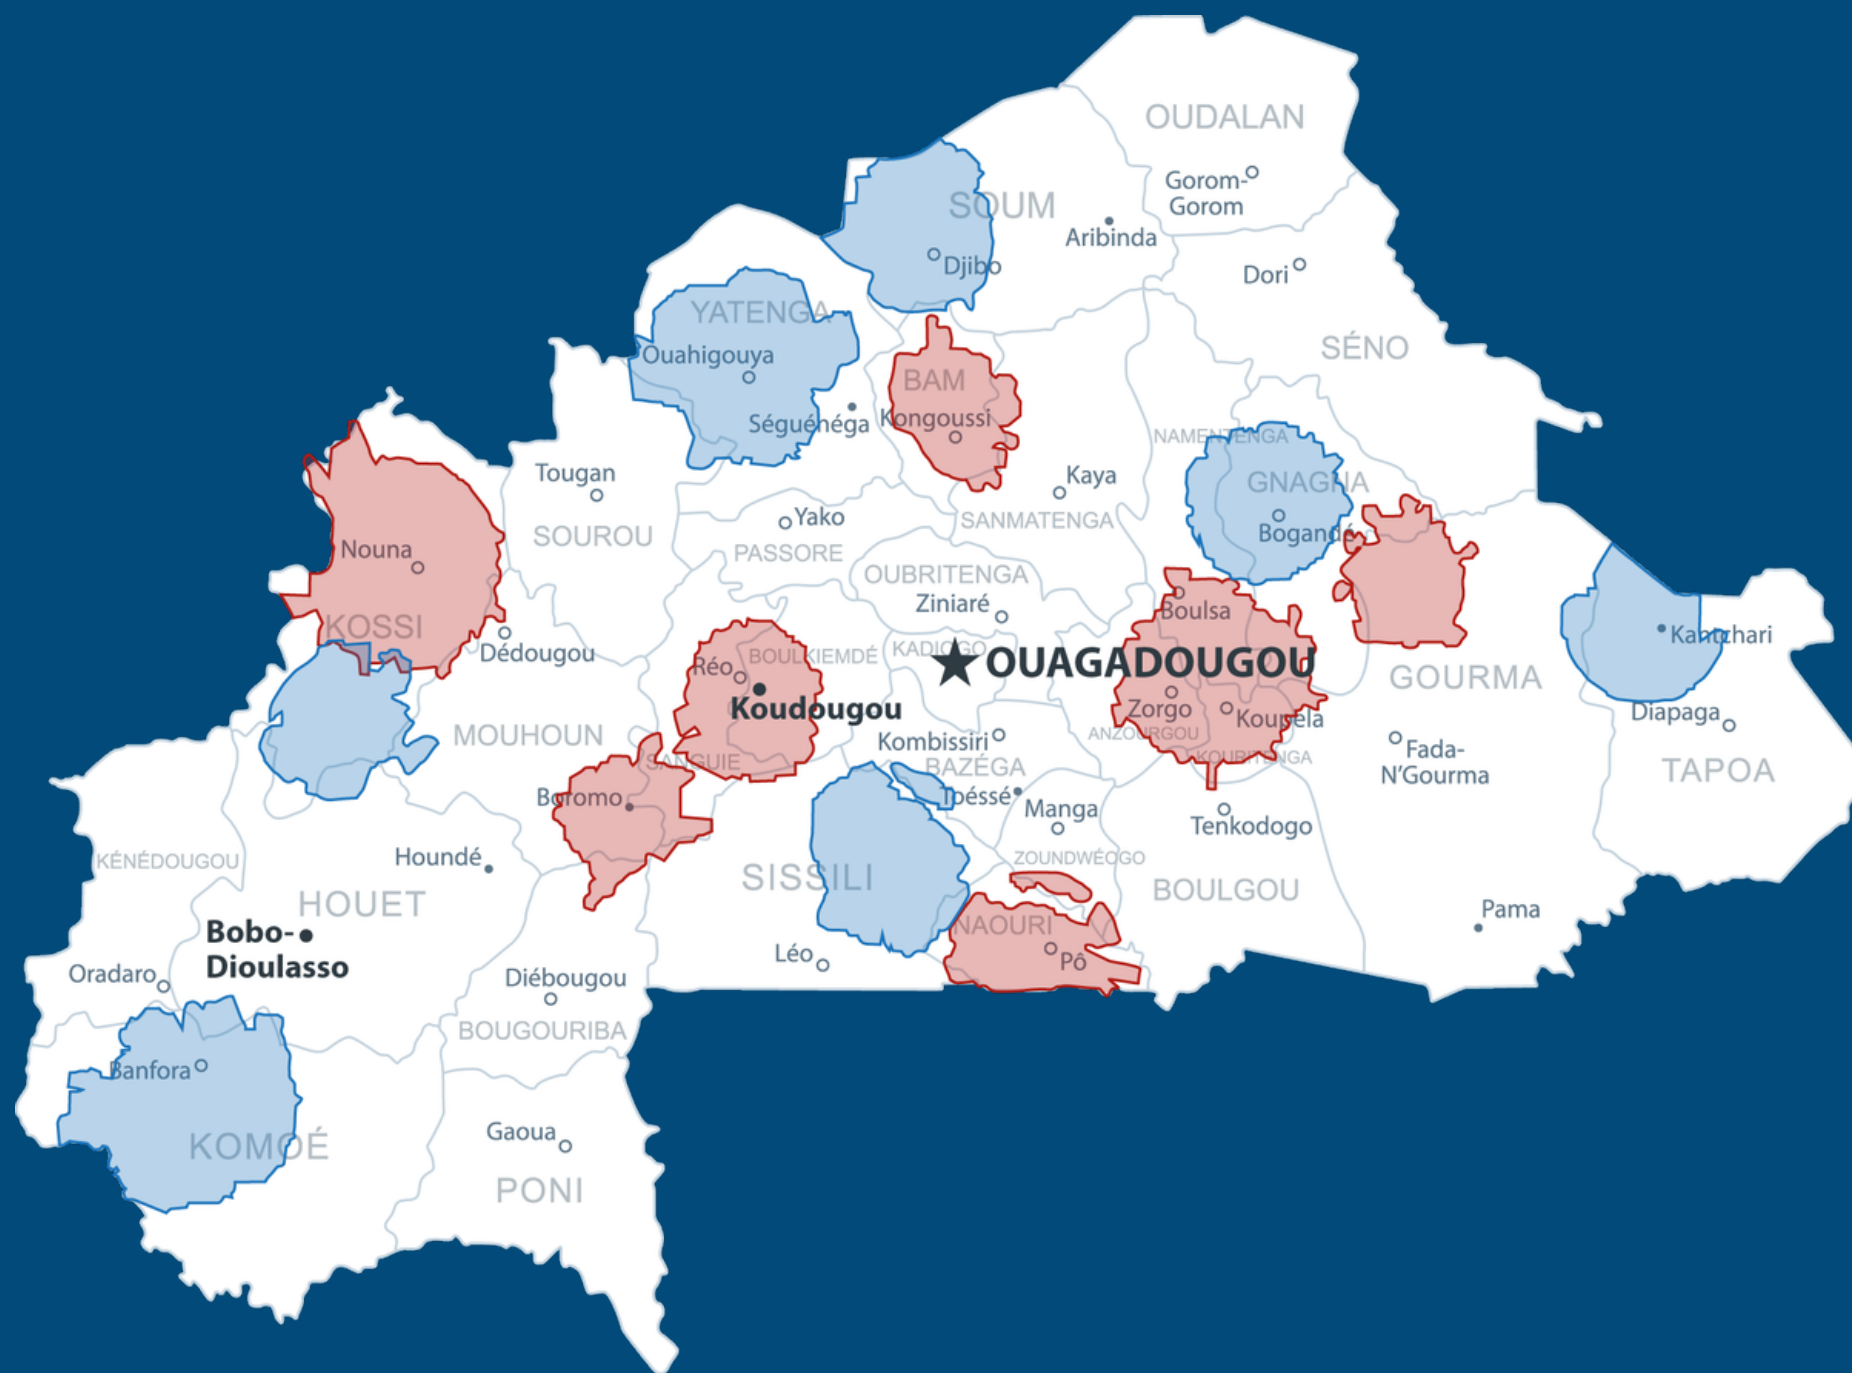 OUDALAN
Gorom-
Gorom
SOUM
Aribinda
Djibo
Dori
YATENGA
SÉNO
Ouahigouya
BAM
Séguénéga
Kongoussi
NAMENTENGA
Tougan
Kaya
GNAGNA
Yako
SANMATENGA
SOUROU
Bogandé
Nouna
PASSORE
OUBRITENGA
Ziniaré
Boulsa
KOSSI
Kantchari
Dédougou
BOULKIEMDÉ
KADIOGO
OUAGADOUGOU
Réo
GOURMA
Koudougou
Zorgo
Koupéla
Diapaga
MOUHOUN
Kombissiri
ANZOURGOU
Fada-
N'Gourma
SANGUIE
BAZÉGA
KOURITENGA
TAPOA
Boromo
Ipéssé
Manga
Tenkodogo
KÉNÉDOUGOU
Houndé
ZOUNDWÉOGO
SISSILI
BOULGOU
HOUET
Pama
NAOURI
Bobo-
Dioulasso
Léo
Pô
Oradaro
Diébougou
BOUGOURIBA
Banfora
Gaoua
KOMOÉ
PONI